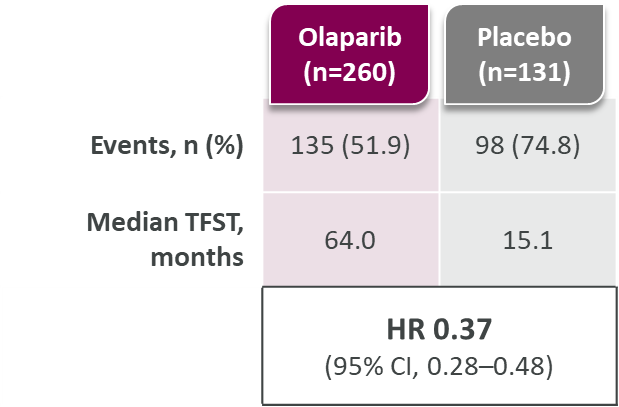 Olaparib
(n=260)
Placebo
(n=131)
Events, n (%)
135 (51.9)
98 (74.8)
Median TFST,
months
64.0
15.1
HR 0.37
(95% CI, 0.28–0.48)